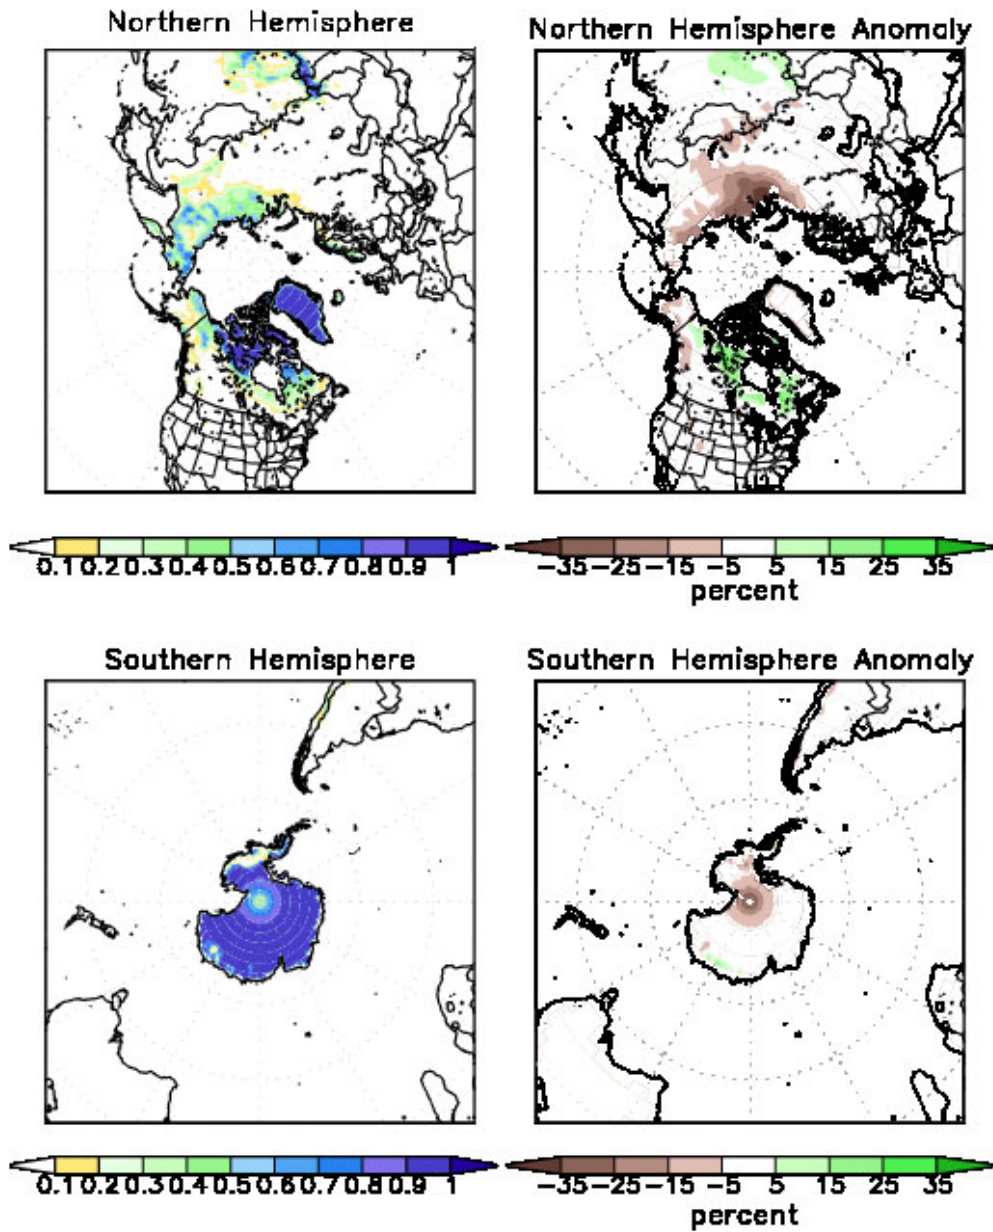 Northern Hemisphere
Northern Hemisphere Anomaly
0.1 0.2 0.3 0.4 0.5 0.6 0.7 0.8 0.9 1
-35 -25 -15 -5 5 15 25 35
percent
Southern Hemisphere
Southern Hemisphere Anomaly
0.1 0.2 0.3 0.4 0.5 0.6 0.7 0.8 0.9 1
-35 -25 -15 -5 5 15 25 35
percent